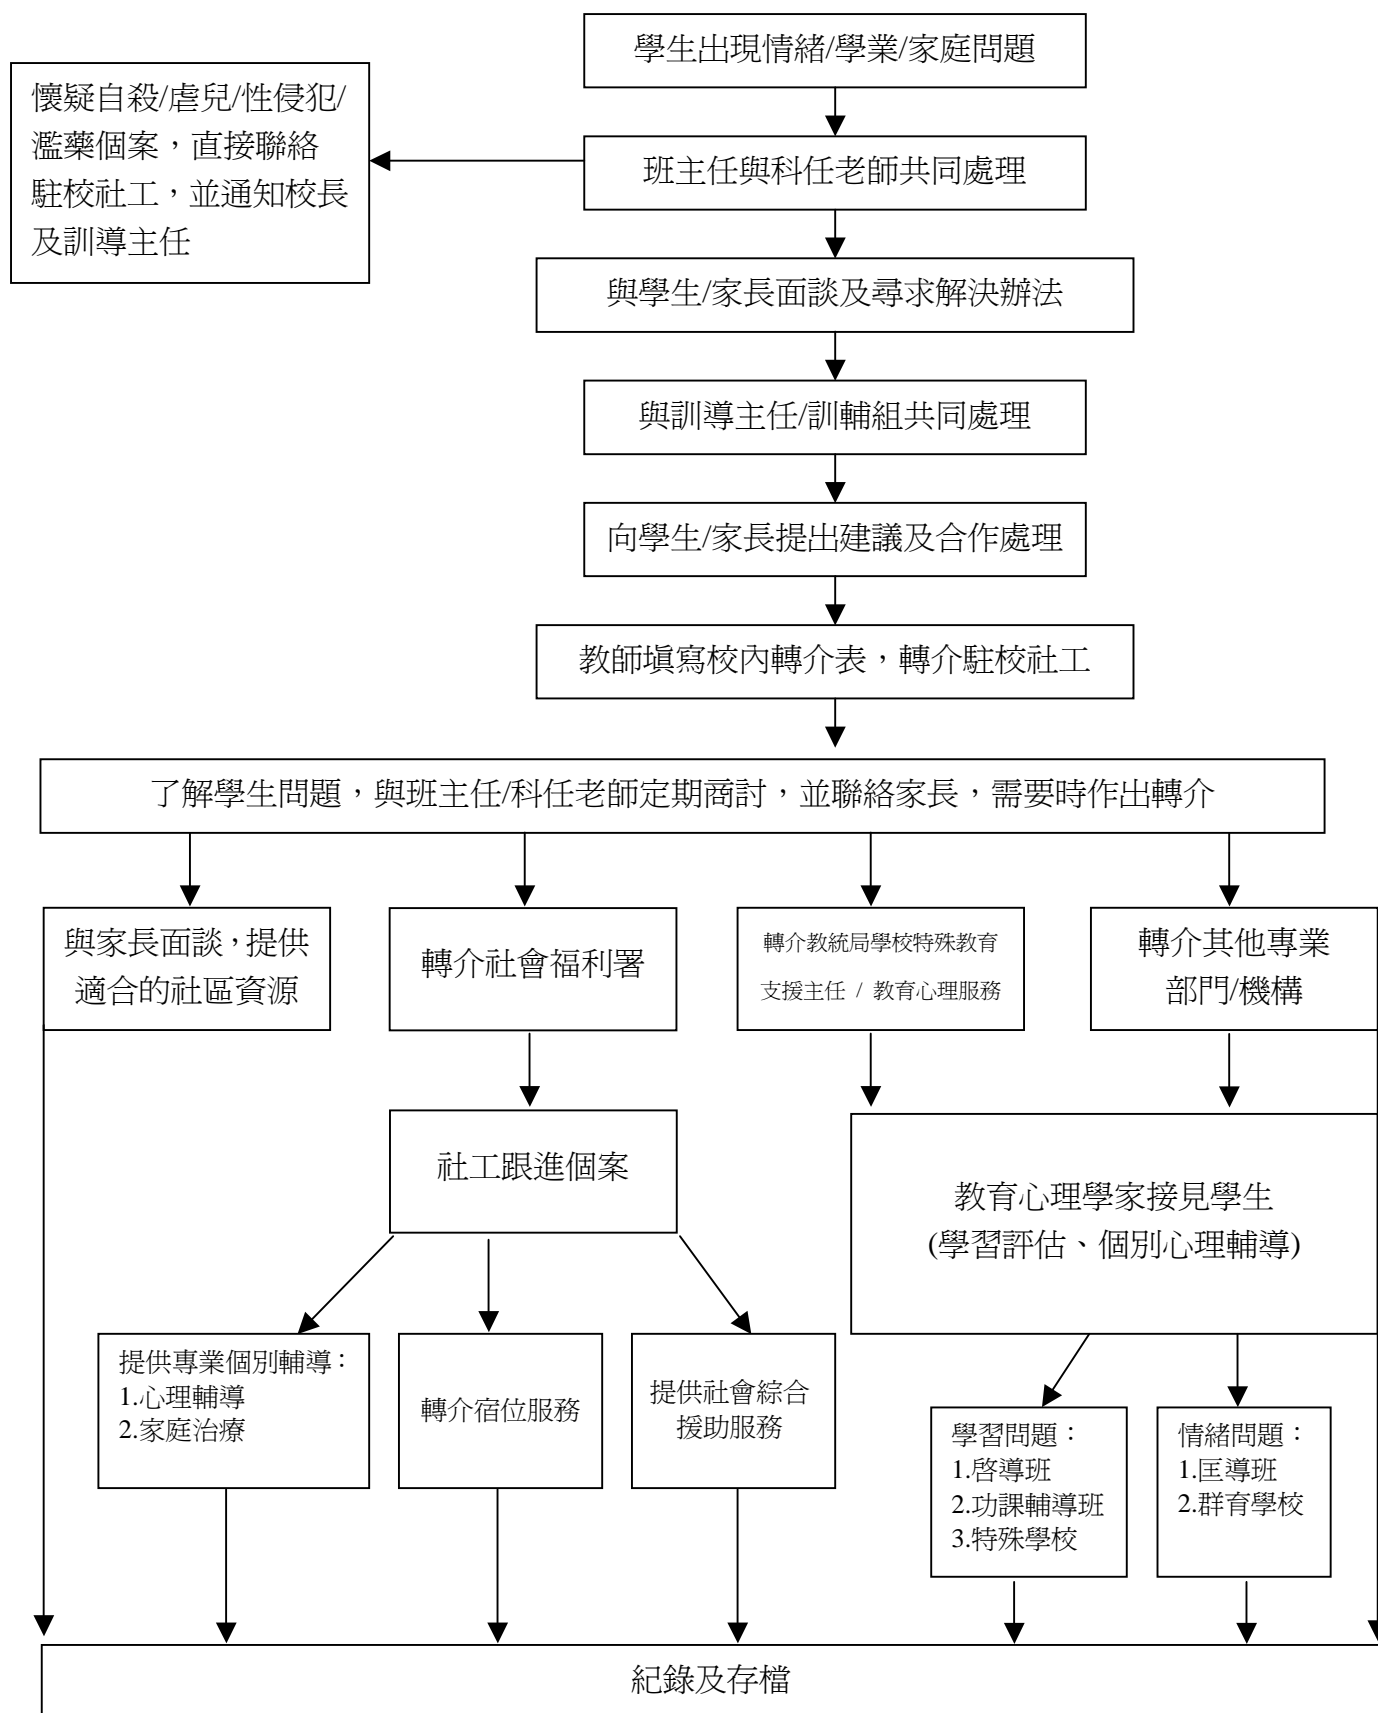 學生出現情緒/學業/家庭問題
懷疑自殺/虐兒/性侵犯/
濫藥個案，直接聯絡
駐校社工，並通知校長
及訓導主任
班主任與科任老師共同處理
與學生/家長面談及尋求解決辦法
與訓導主任/訓輔組共同處理
向學生/家長提出建議及合作處理
教師塡寫校內轉介表，轉介駐校社工
了解學生問題，與班主任/科任老師定期商討，並聯絡家長，需要時作出轉介
與家長面談，提供
適合的社區資源
轉介社會福利署
轉介教統局學校特殊教育
支援主任 / 教育心理服務
轉介其他專業
部門/機構
社工跟進個案
教育心理學家接見學生
(學習評估、個別心理輔導)
提供專業個別輔導：
1.心理輔導
2.家庭治療
轉介宿位服務
提供社會綜合
援助服務
學習問題：
1.啓導班
2.功課輔導班
3.特殊學校
情緒問題：
1.匡導班
2.群育學校
紀錄及存檔